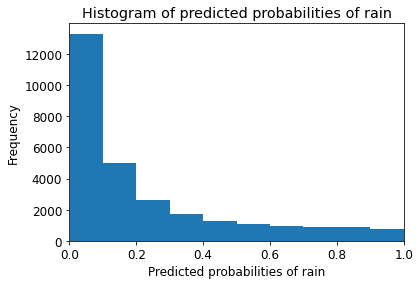 Histogram of predicted probabilities of rain
12000
10000
8000
6000
4000
2000
0
Frequency
0.0 0.2 0.4 0.6 0.8 1.0
Predicted probabilities of rain